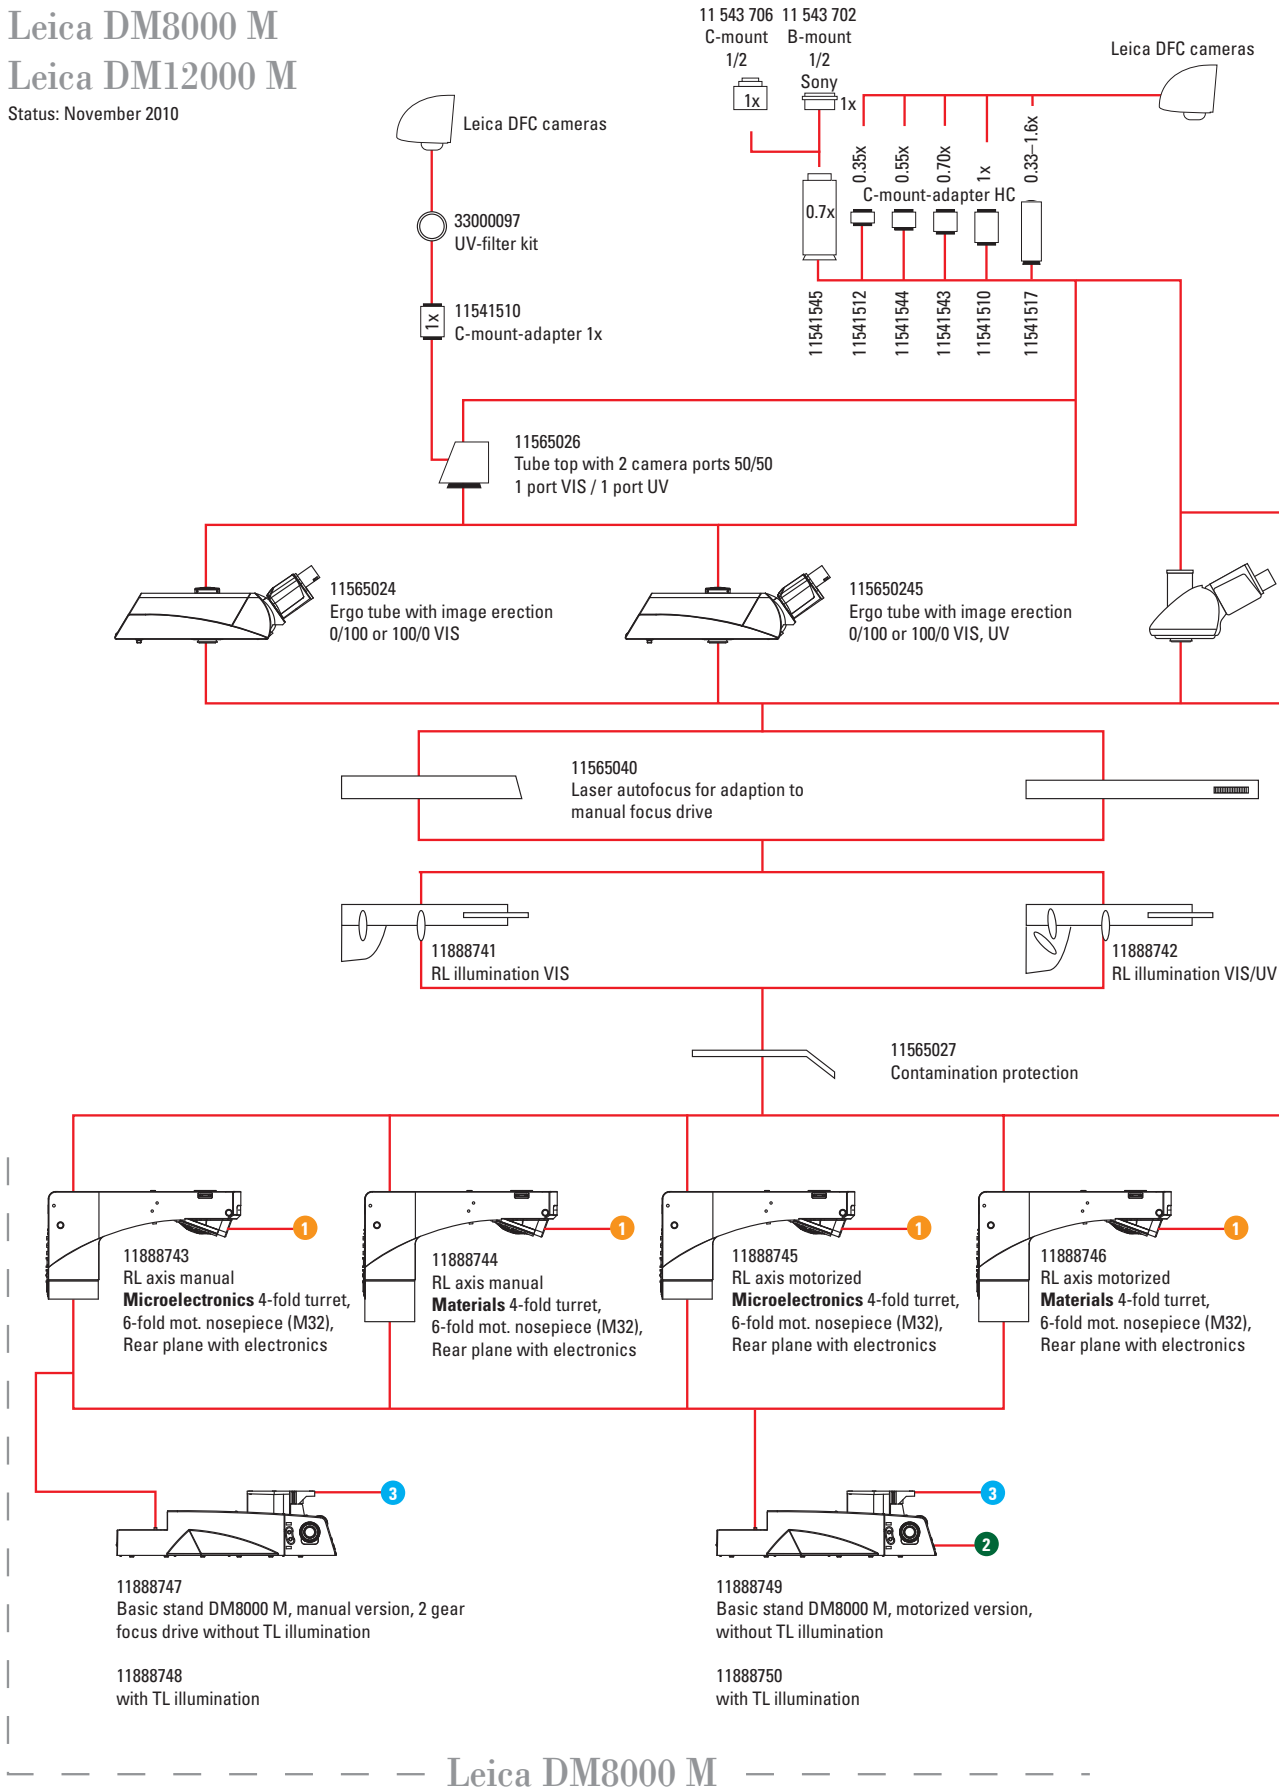 Leica DM8000 M
Leica DM12000 M
Status: November 2010
11 543 706
C-mount
1/2
1x
11 543 702
B-mount
1/2
Sony
1x
Leica DFC cameras
Leica DFC cameras
0.35x
0.55x
0.70x
1x
0.33–1.6x
C-mount-adapter HC
0.7x
33000097
UV-filter kit
1x
11541510
C-mount-adapter 1x
11541545
11541512
11541544
11541543
11541510
11541517
11565026
Tube top with 2 camera ports 50/50
1 port VIS / 1 port UV
11565024
Ergo tube with image erection
0/100 or 100/0 VIS
115650245
Ergo tube with image erection
0/100 or 100/0 VIS, UV
11565040
Laser autofocus for adaption to
manual focus drive
11888741
RL illumination VIS
11888742
RL illumination VIS/UV
11565027
Contamination protection
1
1
1
1
11888743
RL axis manual
Microelectronics 4-fold turret,
6-fold mot. nosepiece (M32),
Rear plane with electronics
11888744
RL axis manual
Materials 4-fold turret,
6-fold mot. nosepiece (M32),
Rear plane with electronics
11888745
RL axis motorized
Microelectronics 4-fold turret,
6-fold mot. nosepiece (M32),
Rear plane with electronics
11888746
RL axis motorized
Materials 4-fold turret,
6-fold mot. nosepiece (M32),
Rear plane with electronics
3
3
2
11888747
Basic stand DM8000 M, manual version, 2 gear
focus drive without TL illumination
11888748
with TL illumination
11888749
Basic stand DM8000 M, motorized version,
without TL illumination
11888750
with TL illumination
Leica DM8000 M